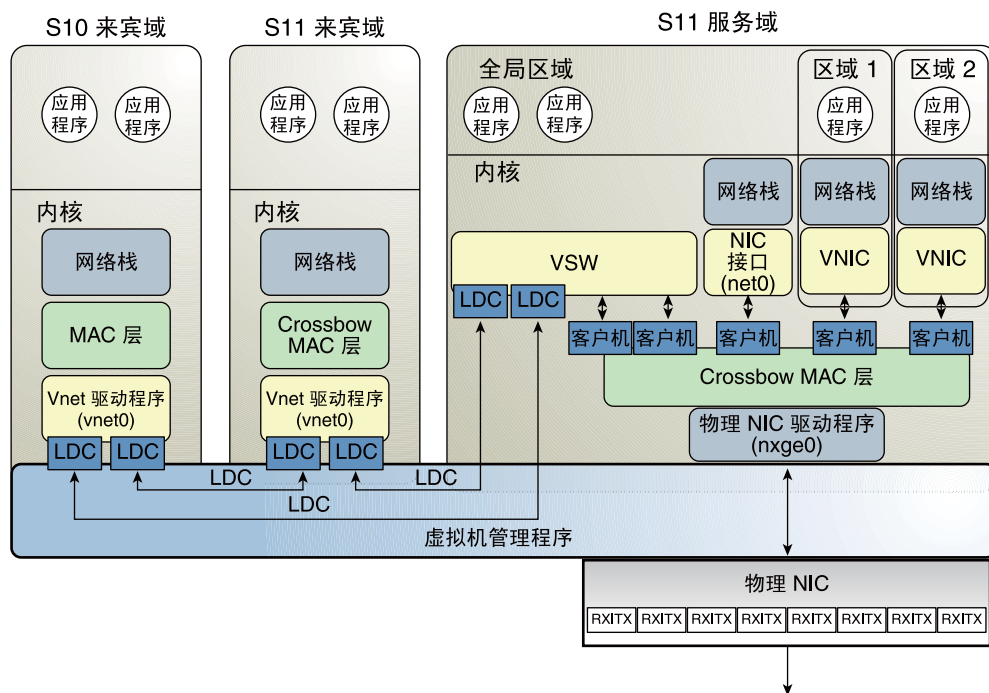 S10 来宾域
S11 来宾域
S11 服务域
应用
程序
应用
程序
应用
程序
应用
程序
全局区域
应用
程序
应用
程序
区域 1
应用
程序
区域 2
应用
程序
内核
网络栈
MAC 层
Vnet 驱动程序
(vnet0)
LDC
LDC
内核
网络栈
Crossbow
MAC 层
Vnet 驱动程序
(vnet0)
LDC
LDC
内核
网络栈
网络栈
网络栈
VSW
NIC
接口
(net0)
VNIC
VNIC
LDC
LDC
客户机
客户机
客户机
客户机
客户机
Crossbow MAC 层
物理 NIC 驱动程序
(nxge0)
LDC
LDC
LDC
虚拟机管理程序
物理 NIC
RXITX
RXITX
RXITX
RXITX
RXITX
RXITX
RXITX
RXITX